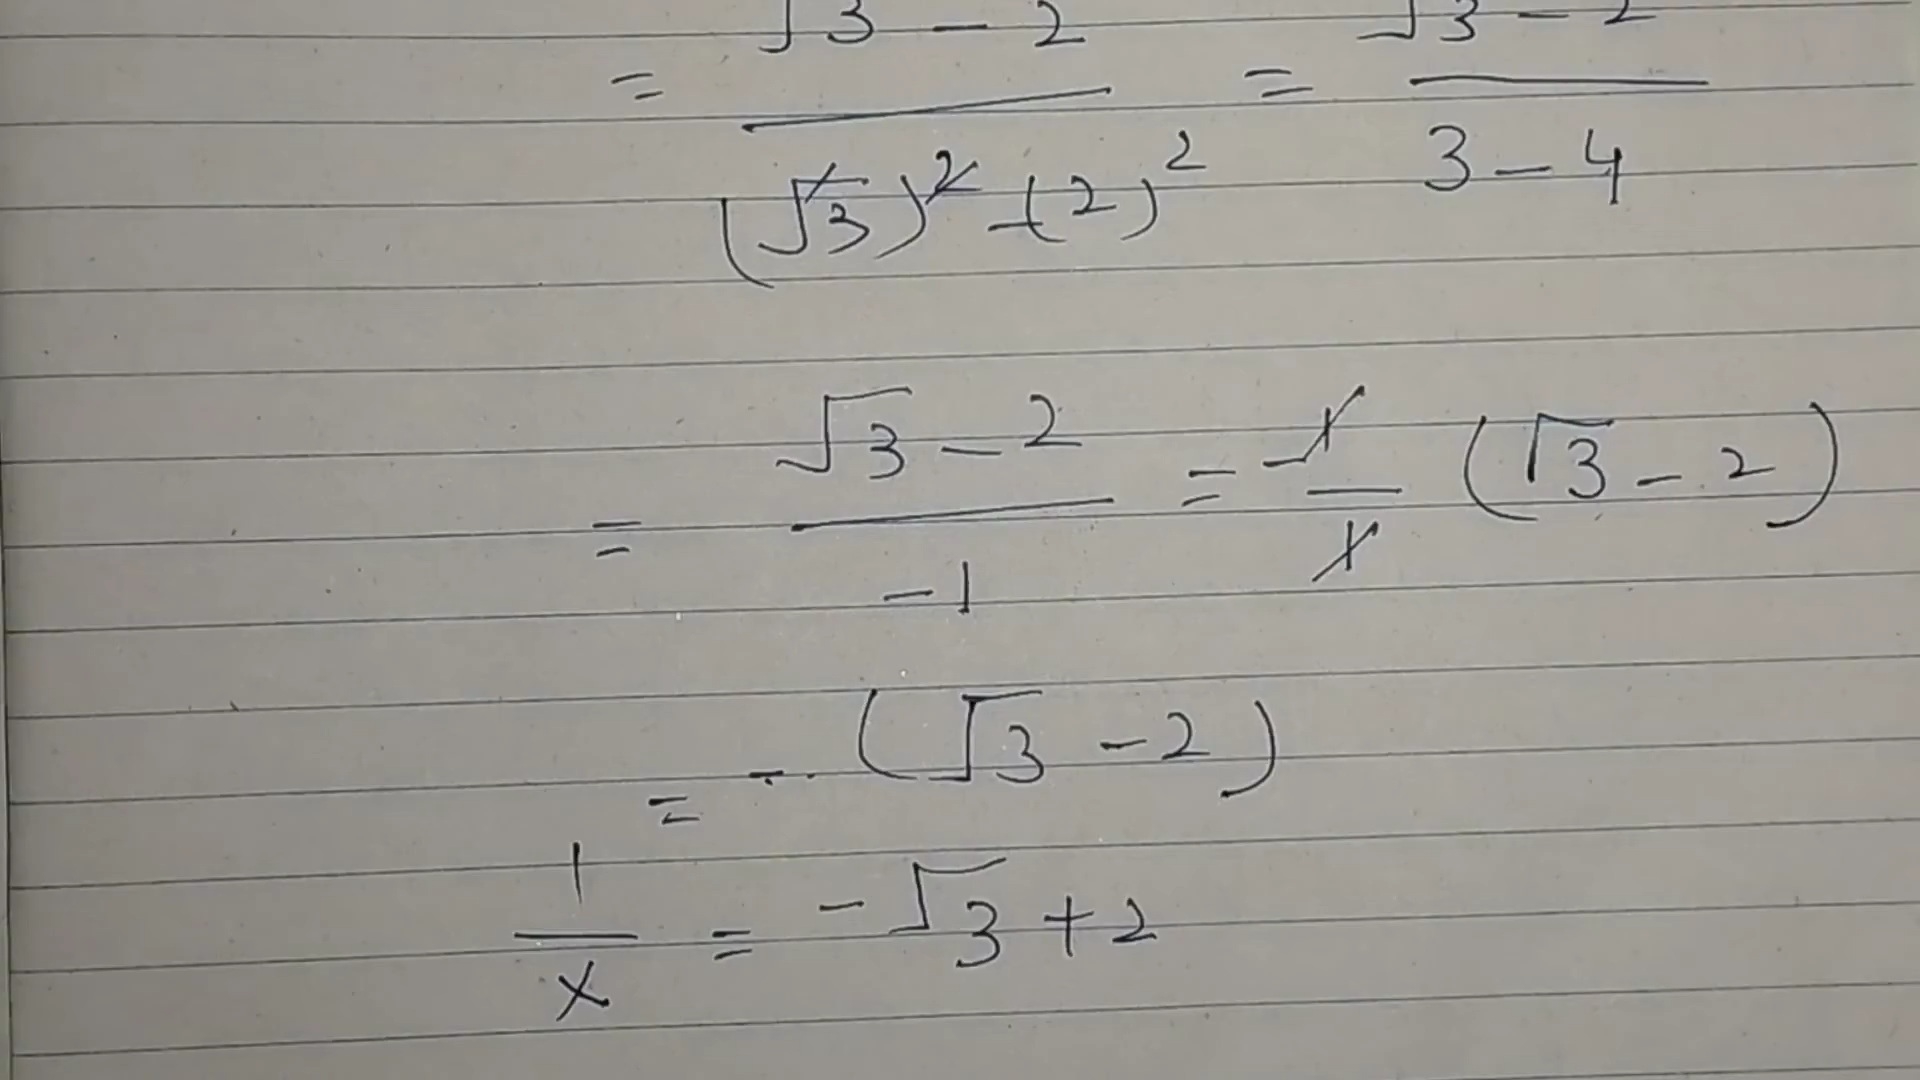 = (√3 - 2)/((√3)² - (2)²) = (√3 - 2)/(3 - 4)
= (√3 - 2)/(-1) = -1/1 (√3 - 2)
= - (√3 - 2)
1/x = -√3 + 2